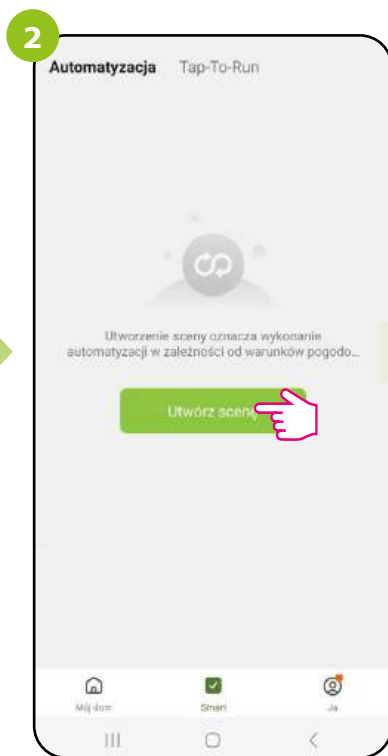 2
Automatyzacja Tap-To-Run
Utworzenie sceny oznacza wykonanie
automatyzacji w zależności od warunków pogodo...
Utwórz scenę
Mój dom Smart Ja